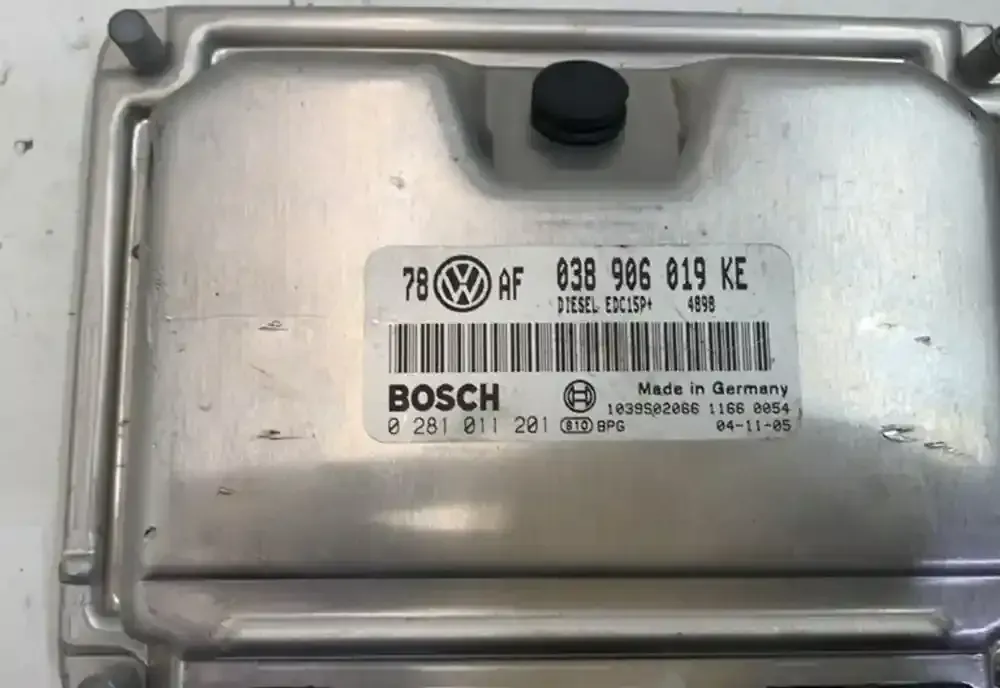 78 VW AF 038 906 019 KE
DIESEL EDC15P+ 4898
BOSCH Made in Germany
1039S02066 1166 0054
0 281 011 201 810 BPG 04-11-05